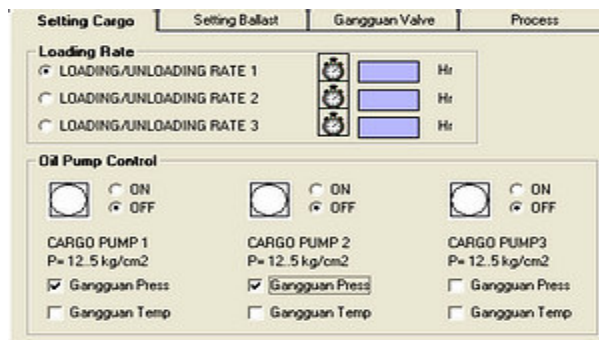 Setting Cargo Setting Ballast Gangguan Valve Process
Loading Rate
LOADING/UNLOADING RATE 1 Hr
LOADING/UNLOADING RATE 2 Hr
LOADING/UNLOADING RATE 3 Hr
Oil Pump Control
ON ON ON
OFF OFF OFF
CARGO PUMP 1 CARGO PUMP 2 CARGO PUMP3
P= 12..5 kg/cm2 P= 12..5 kg/cm2 P= 12..5 kg/cm2
Gangguan Press Gangguan Press Gangguan Press
Gangguan Temp Gangguan Temp Gangguan Temp